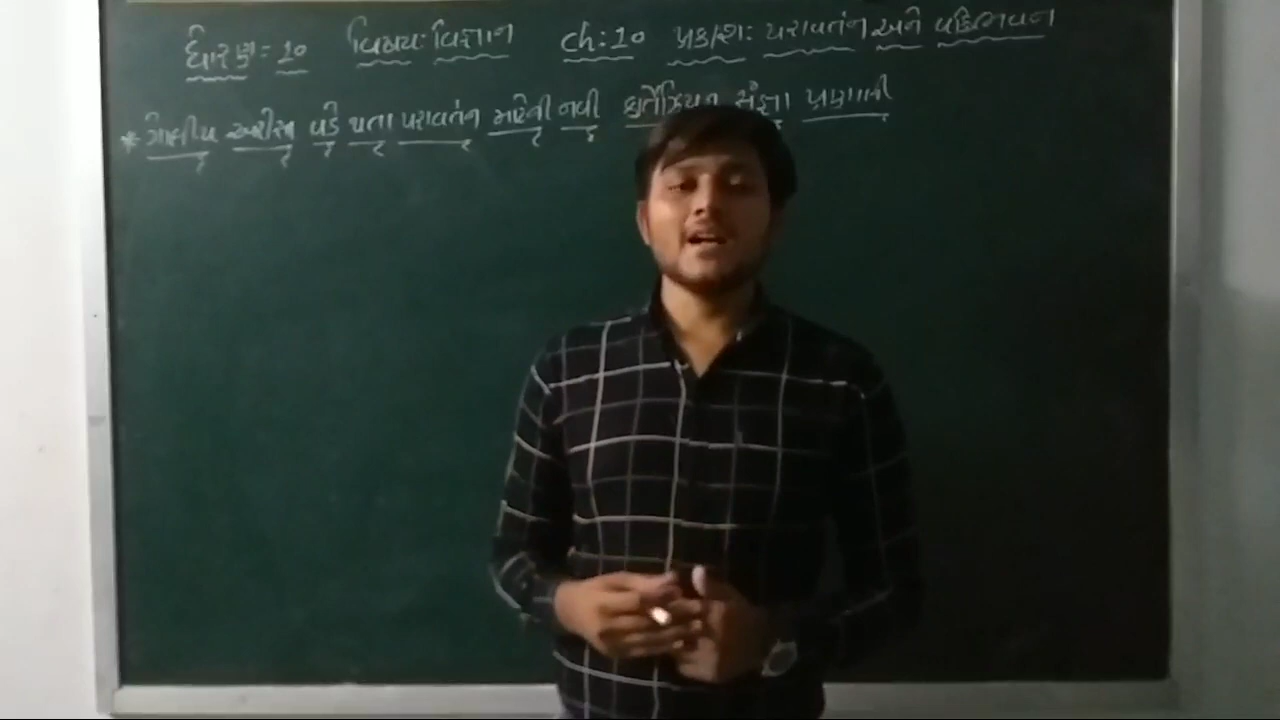 ધોરણ = 10 વિષય: વિજ્ઞાન ch: 10 પ્રકાશ: પરાવર્તન અને વક્રીભવન
* ગોલીય અરીસા વડે થતા પરાવર્તન માટેની નવી કાર્તેઝિયન સંજ્ઞા પ્રણાલી